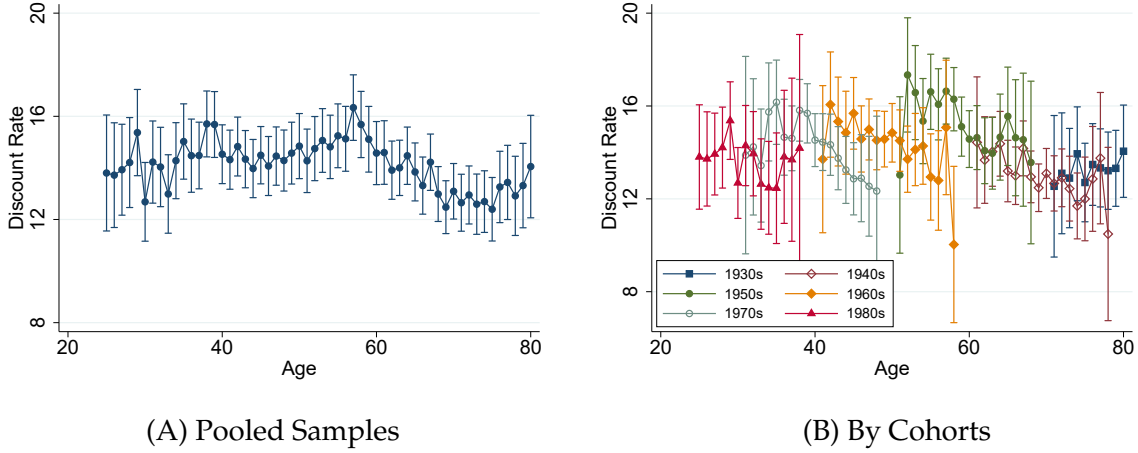 20
16
12
8
Discount Rate
20
40
60
80
Age
(A) Pooled Samples
20
16
12
8
Discount Rate
1930s
1940s
1950s
1960s
1970s
1980s
20
40
60
80
Age
(B) By Cohorts